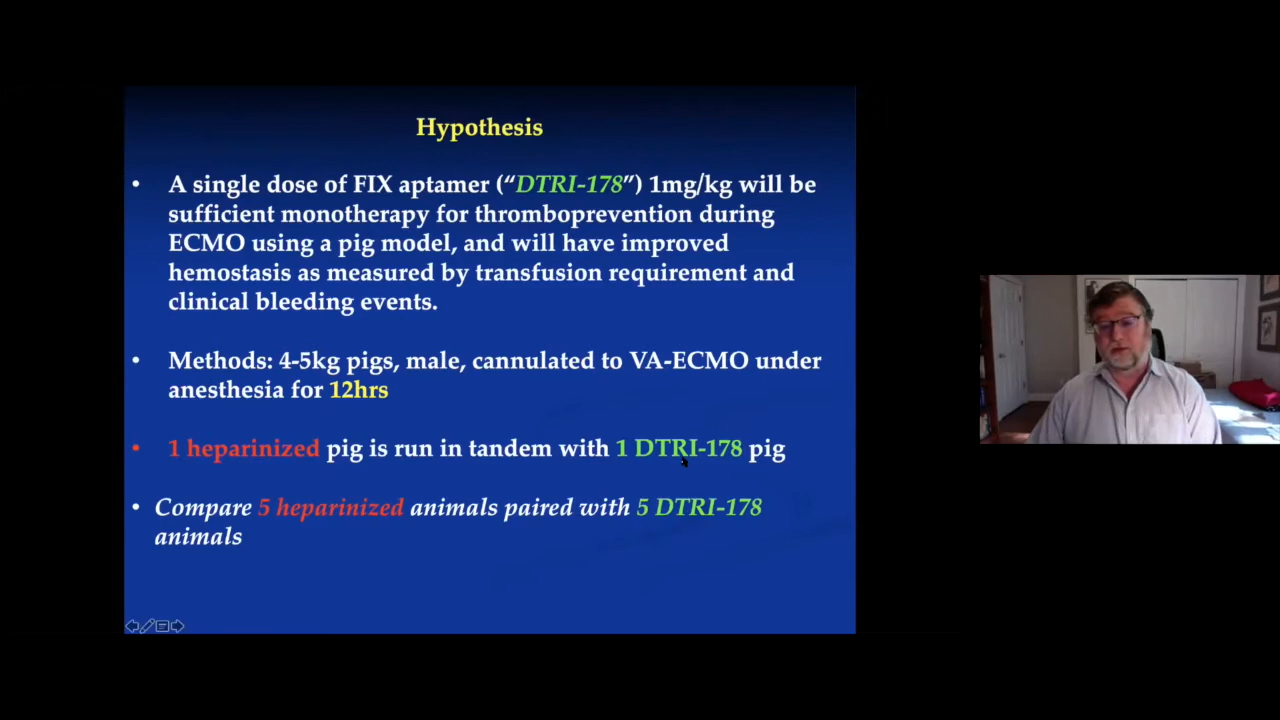 Hypothesis
• A single dose of FIX aptamer (“DTRI-178”) 1mg/kg will be
sufficient monotherapy for thromboprevention during
ECMO using a pig model, and will have improved
hemostasis as measured by transfusion requirement and
clinical bleeding events.
• Methods: 4-5kg pigs, male, cannulated to VA-ECMO under
anesthesia for 12hrs
• 1 heparinized pig is run in tandem with 1 DTRI-178 pig
• Compare 5 heparinized animals paired with 5 DTRI-178
animals